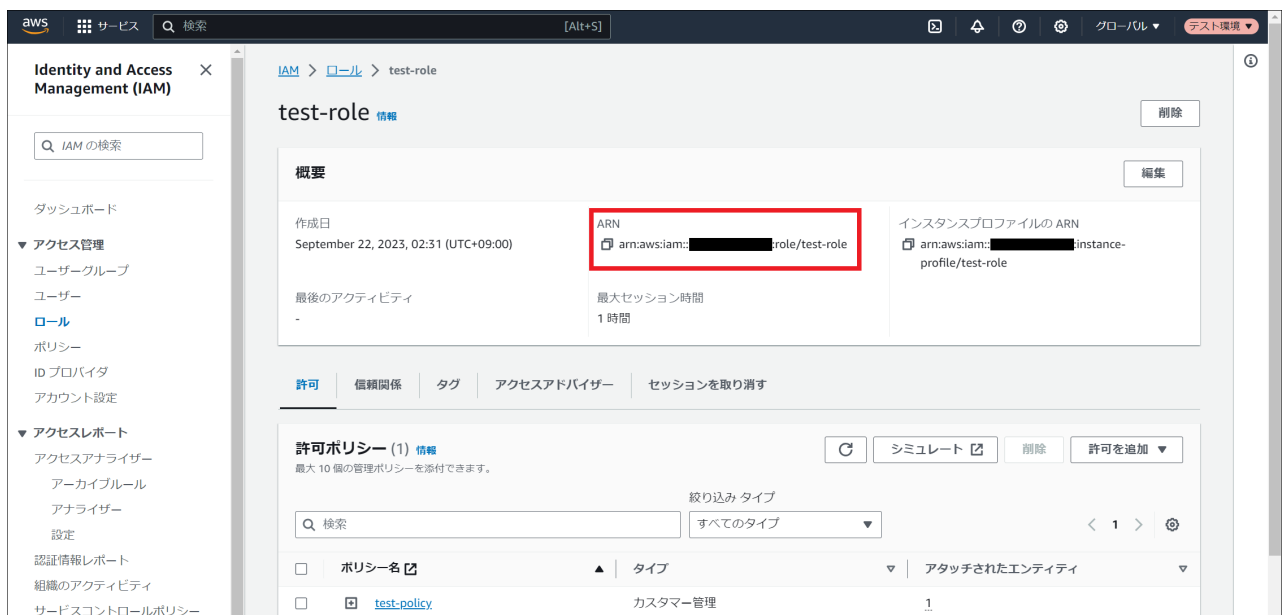 aws
サービス
検索
[Alt+S]
グローバル ▼
テスト環境 ▼
Identity and Access
Management (IAM)
IAM の検索
ダッシュボード
▼ アクセス管理
ユーザーグループ
ユーザー
ロール
ポリシー
ID プロバイダ
アカウント設定
▼ アクセスレポート
アクセスアナライザー
アーカイブルール
アナライザー
設定
認証情報レポート
組織のアクティビティ
サービスコントロールポリシー
IAM > ロール > test-role
test-role 情報
削除
概要
編集
作成日
September 22, 2023, 02:31 (UTC+09:00)
ARN
arn:aws:iam:: :role/test-role
インスタンスプロファイルの ARN
arn:aws:iam:: :instance-
profile/test-role
最後のアクティビティ
-
最大セッション時間
1 時間
許可
信頼関係
タグ
アクセスアドバイザー
セッションを取り消す
許可ポリシー (1) 情報
最大 10 個の管理ポリシーを添付できます。
シミュレート
削除
許可を追加 ▼
絞り込み タイプ
検索
すべてのタイプ
< 1 >
ポリシー名
タイプ
アタッチされたエンティティ
test-policy
カスタマー管理
1